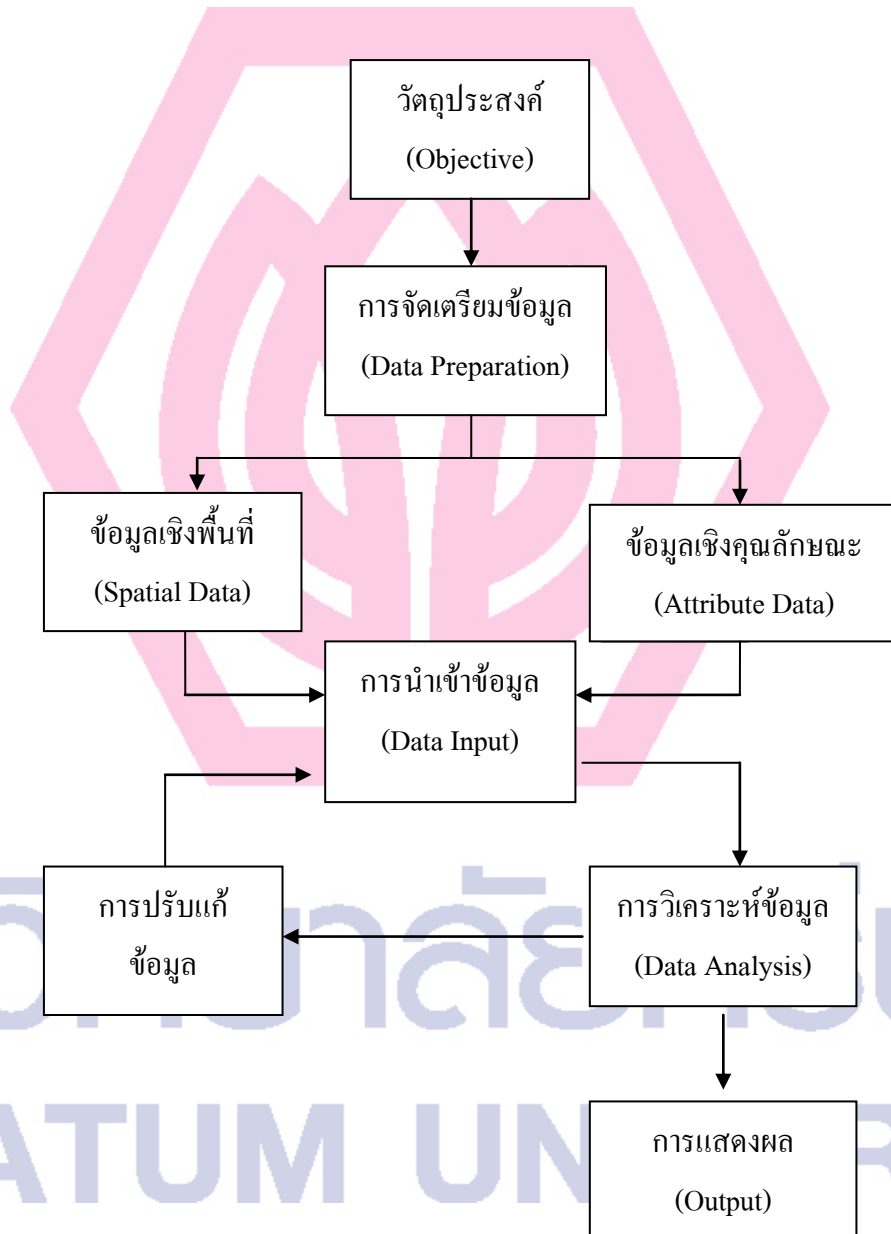 วัตถุประสงค์
(Objective)
การจัดเตรียมข้อมูล
(Data Preparation)
ข้อมูลเชิงพื้นที่
(Spatial Data)
ข้อมูลเชิงคุณลักษณะ
(Attribute Data)
การนำเข้าข้อมูล
(Data Input)
การปรับแก้
ข้อมูล
การวิเคราะห์ข้อมูล
(Data Analysis)
การแสดงผล
(Output)
ATUM UN